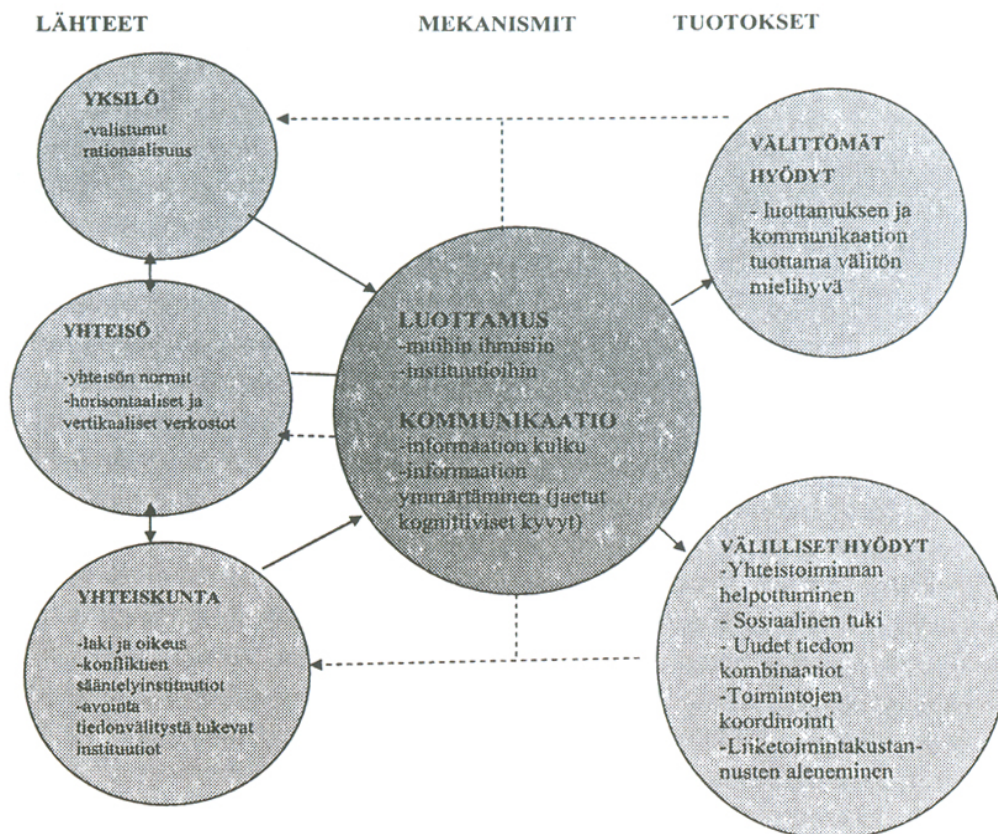 LÄHTEET
MEKANISMIT
TUOTOKSET
YKSILÖ
-valistunut
rationaalisuus
YHTEISÖ
-yhteisön normit
-horisontaaliset ja
vertikaaliset verkostot
YHTEISKUNTA
-laki ja oikeus
-konfliktien
sääntelyinstituutiot
-avointa
tiedonvälitystä tukevat
instituutiot
LUOTTAMUS
-muihin ihmisiin
-instituutioihin
KOMMUNIKAATIO
-informaation kulku
-informaation
ymmärtäminen (jaetut
kognitiiviset kyvyt)
VÄLITTÖMÄT
HYÖDYT
- luottamuksen ja
kommunikaation
tuottama välitön
mielihyvä
VÄLILLISET HYÖDYT
-Yhteistoiminnan
helpottuminen
- Sosiaalinen tuki
- Uudet tiedon
kombinaatiot
-Toimintojen
koordinointi
-Liiketoimintakustan-
nusten aleneminen